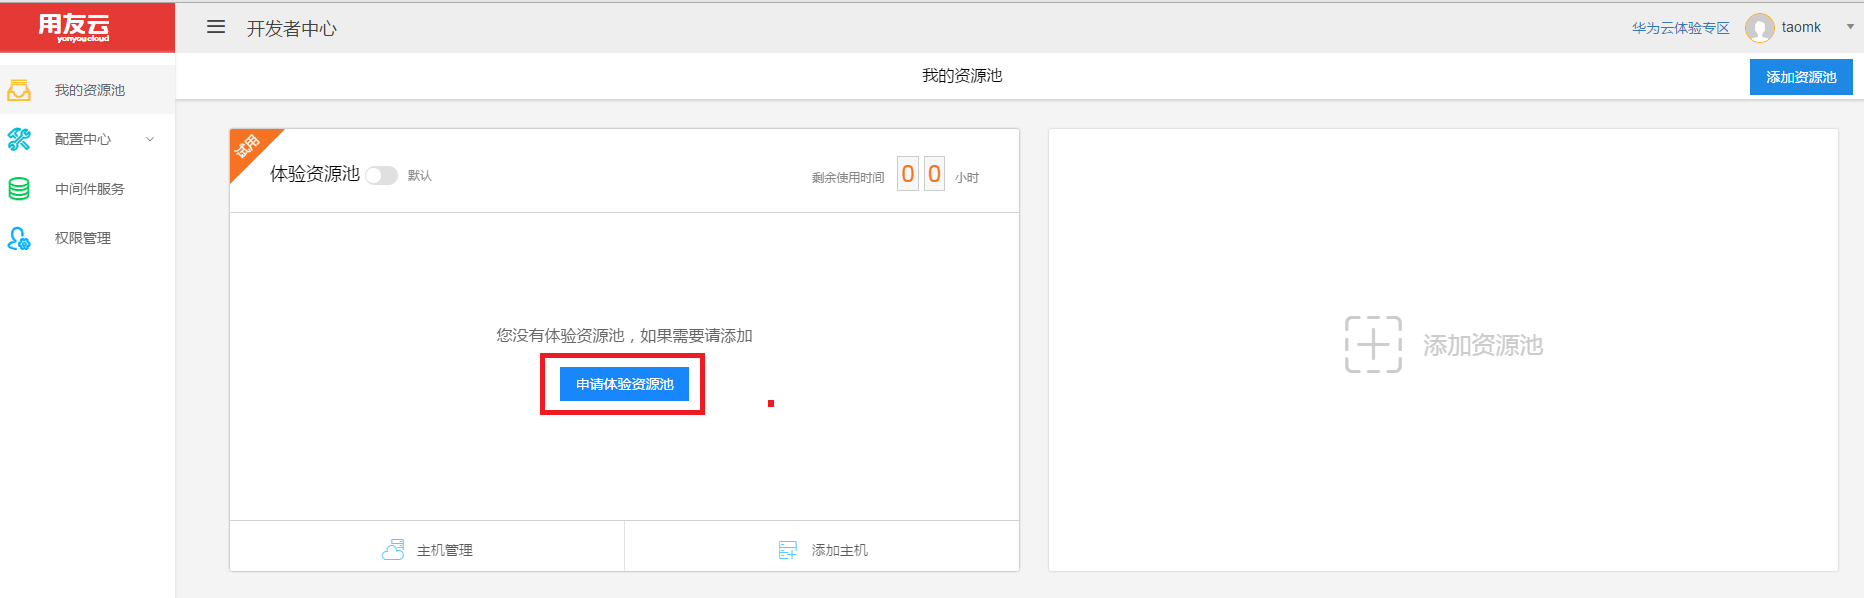 用友云
yonyou cloud
开发者中心
华为云体验专区
taomk
我的资源池
配置中心
中间件服务
权限管理
我的资源池
添加资源池
试用
体验资源池
默认
剩余使用时间 0 0 小时
您没有体验资源池，如果需要请添加
申请体验资源池
主机管理
添加主机
添加资源池